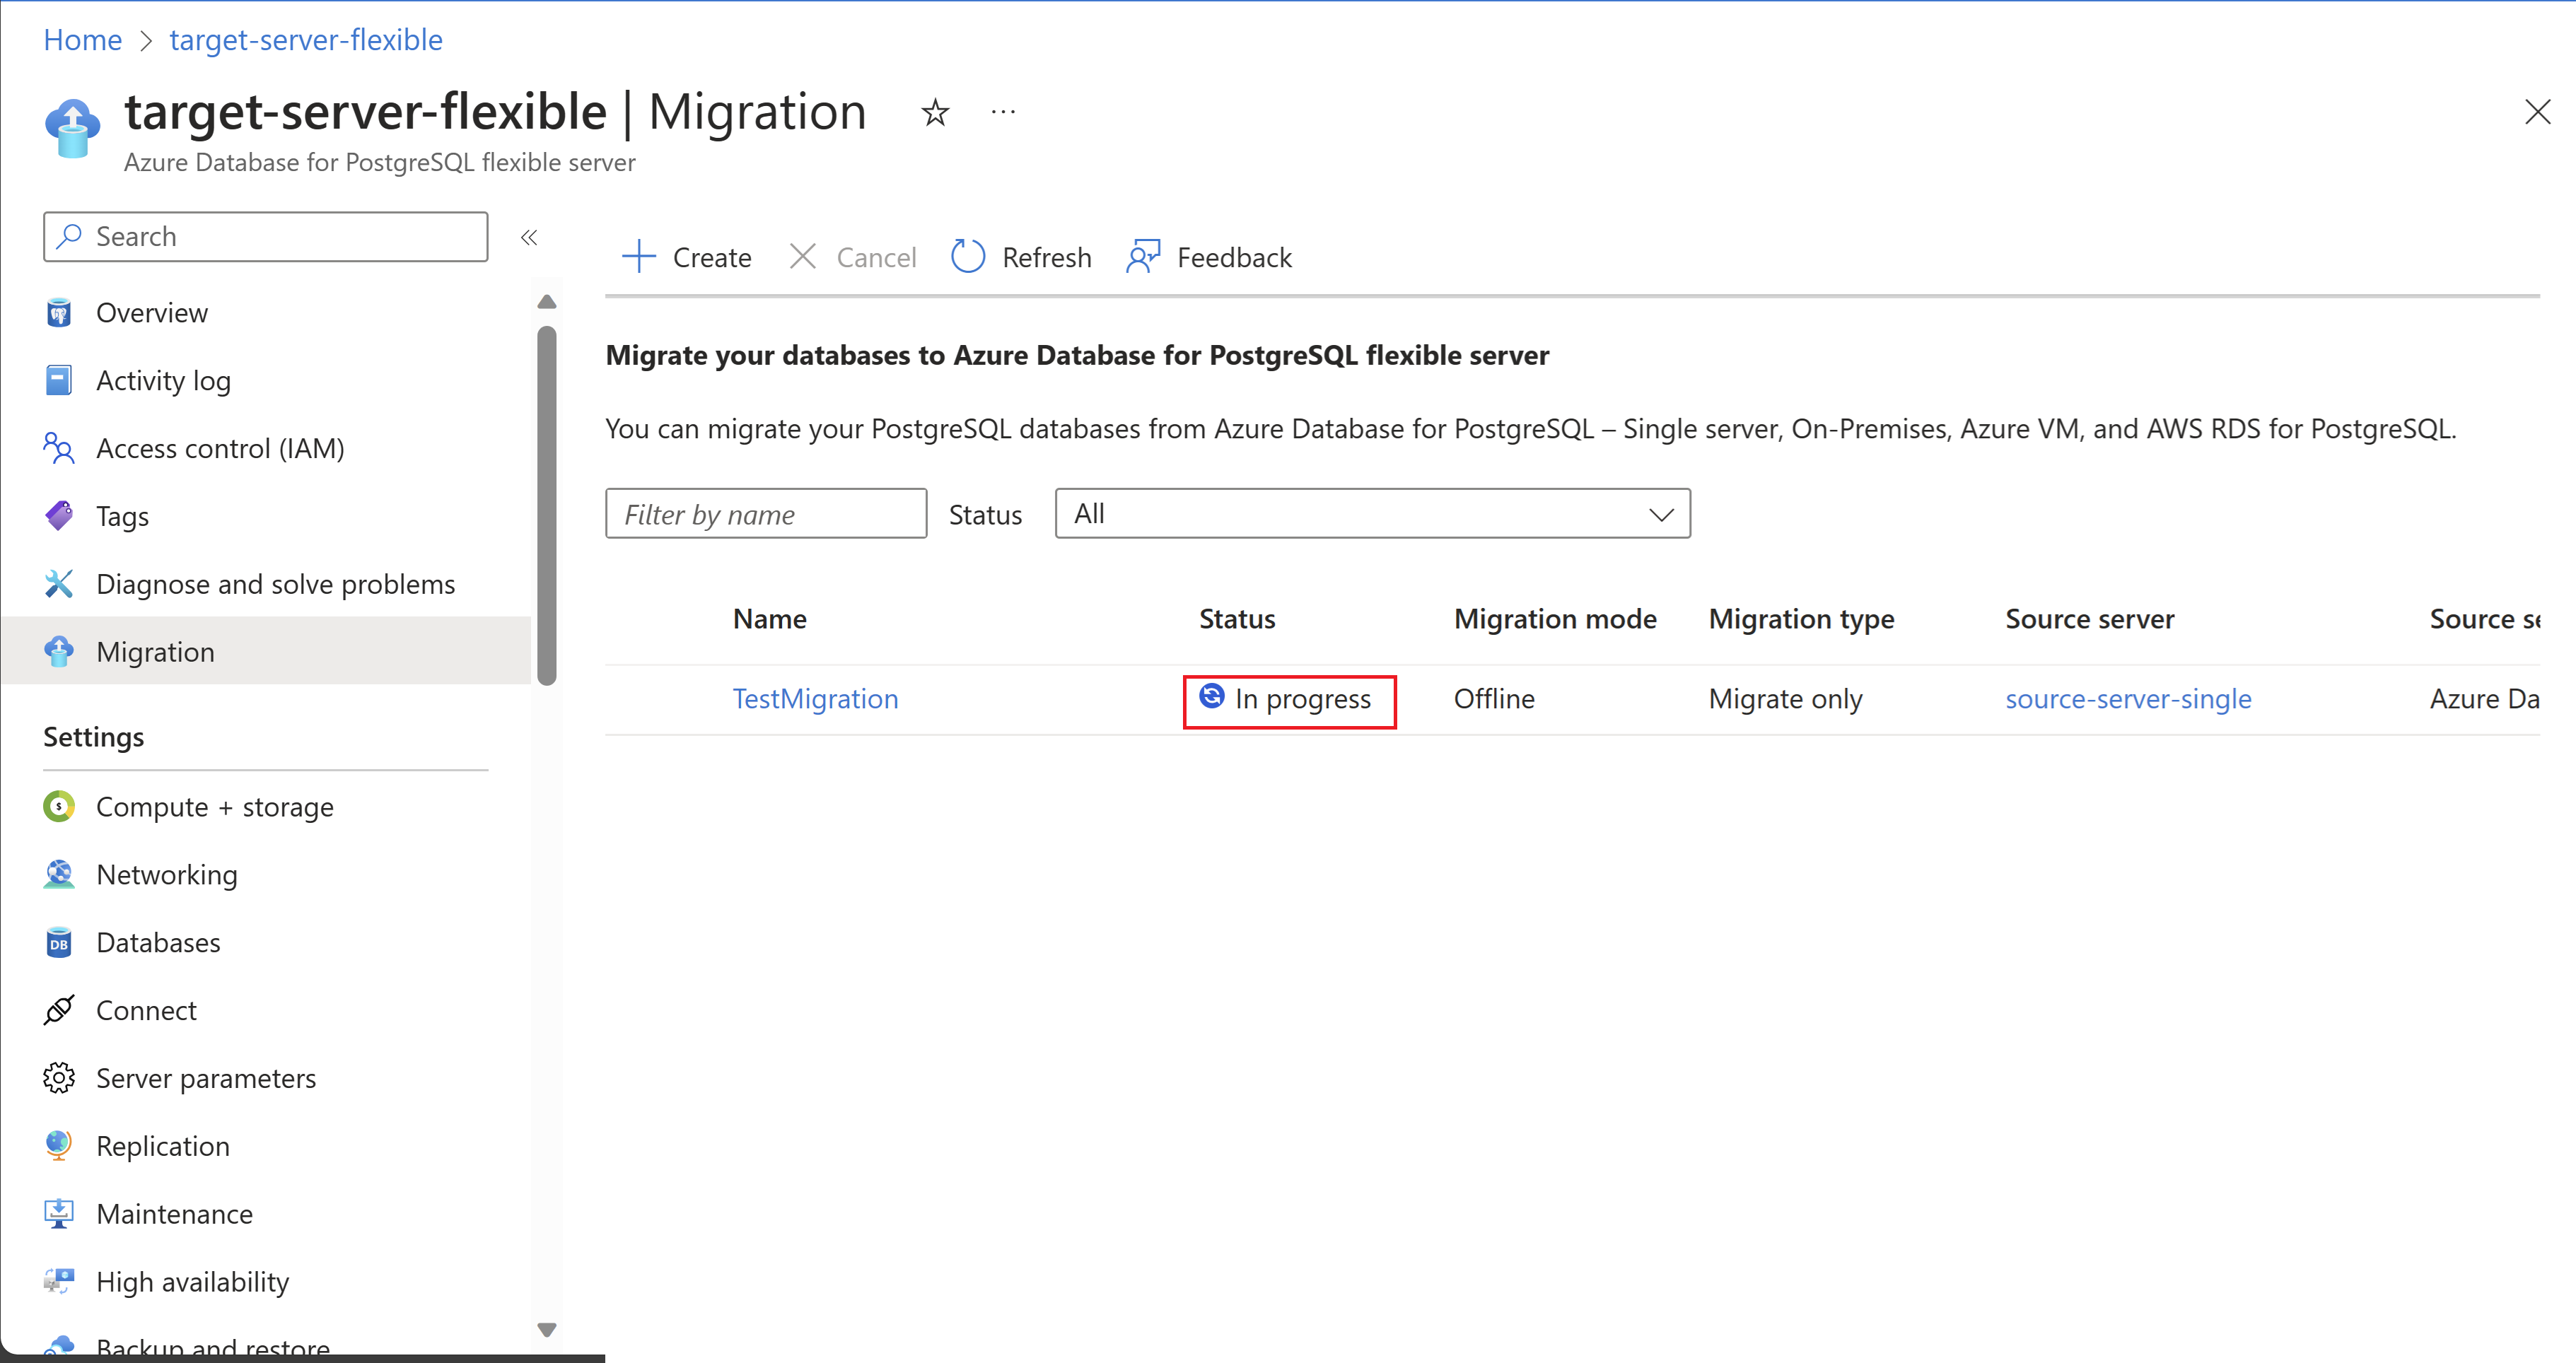 Home > target-server-flexible
target-server-flexible | Migration ...
Azure Database for PostgreSQL flexible server
Search
Overview
Activity log
Access control (IAM)
Tags
Diagnose and solve problems
Migration
Settings
Compute + storage
Networking
Databases
Connect
Server parameters
Replication
Maintenance
High availability
Backup and restore
Create Cancel Refresh Feedback
Migrate your databases to Azure Database for PostgreSQL flexible server
You can migrate your PostgreSQL databases from Azure Database for PostgreSQL – Single server, On-Premises, Azure VM, and AWS RDS for PostgreSQL.
Filter by name Status All
Name Status Migration mode Migration type Source server Source se
TestMigration In progress Offline Migrate only source-server-single Azure Da